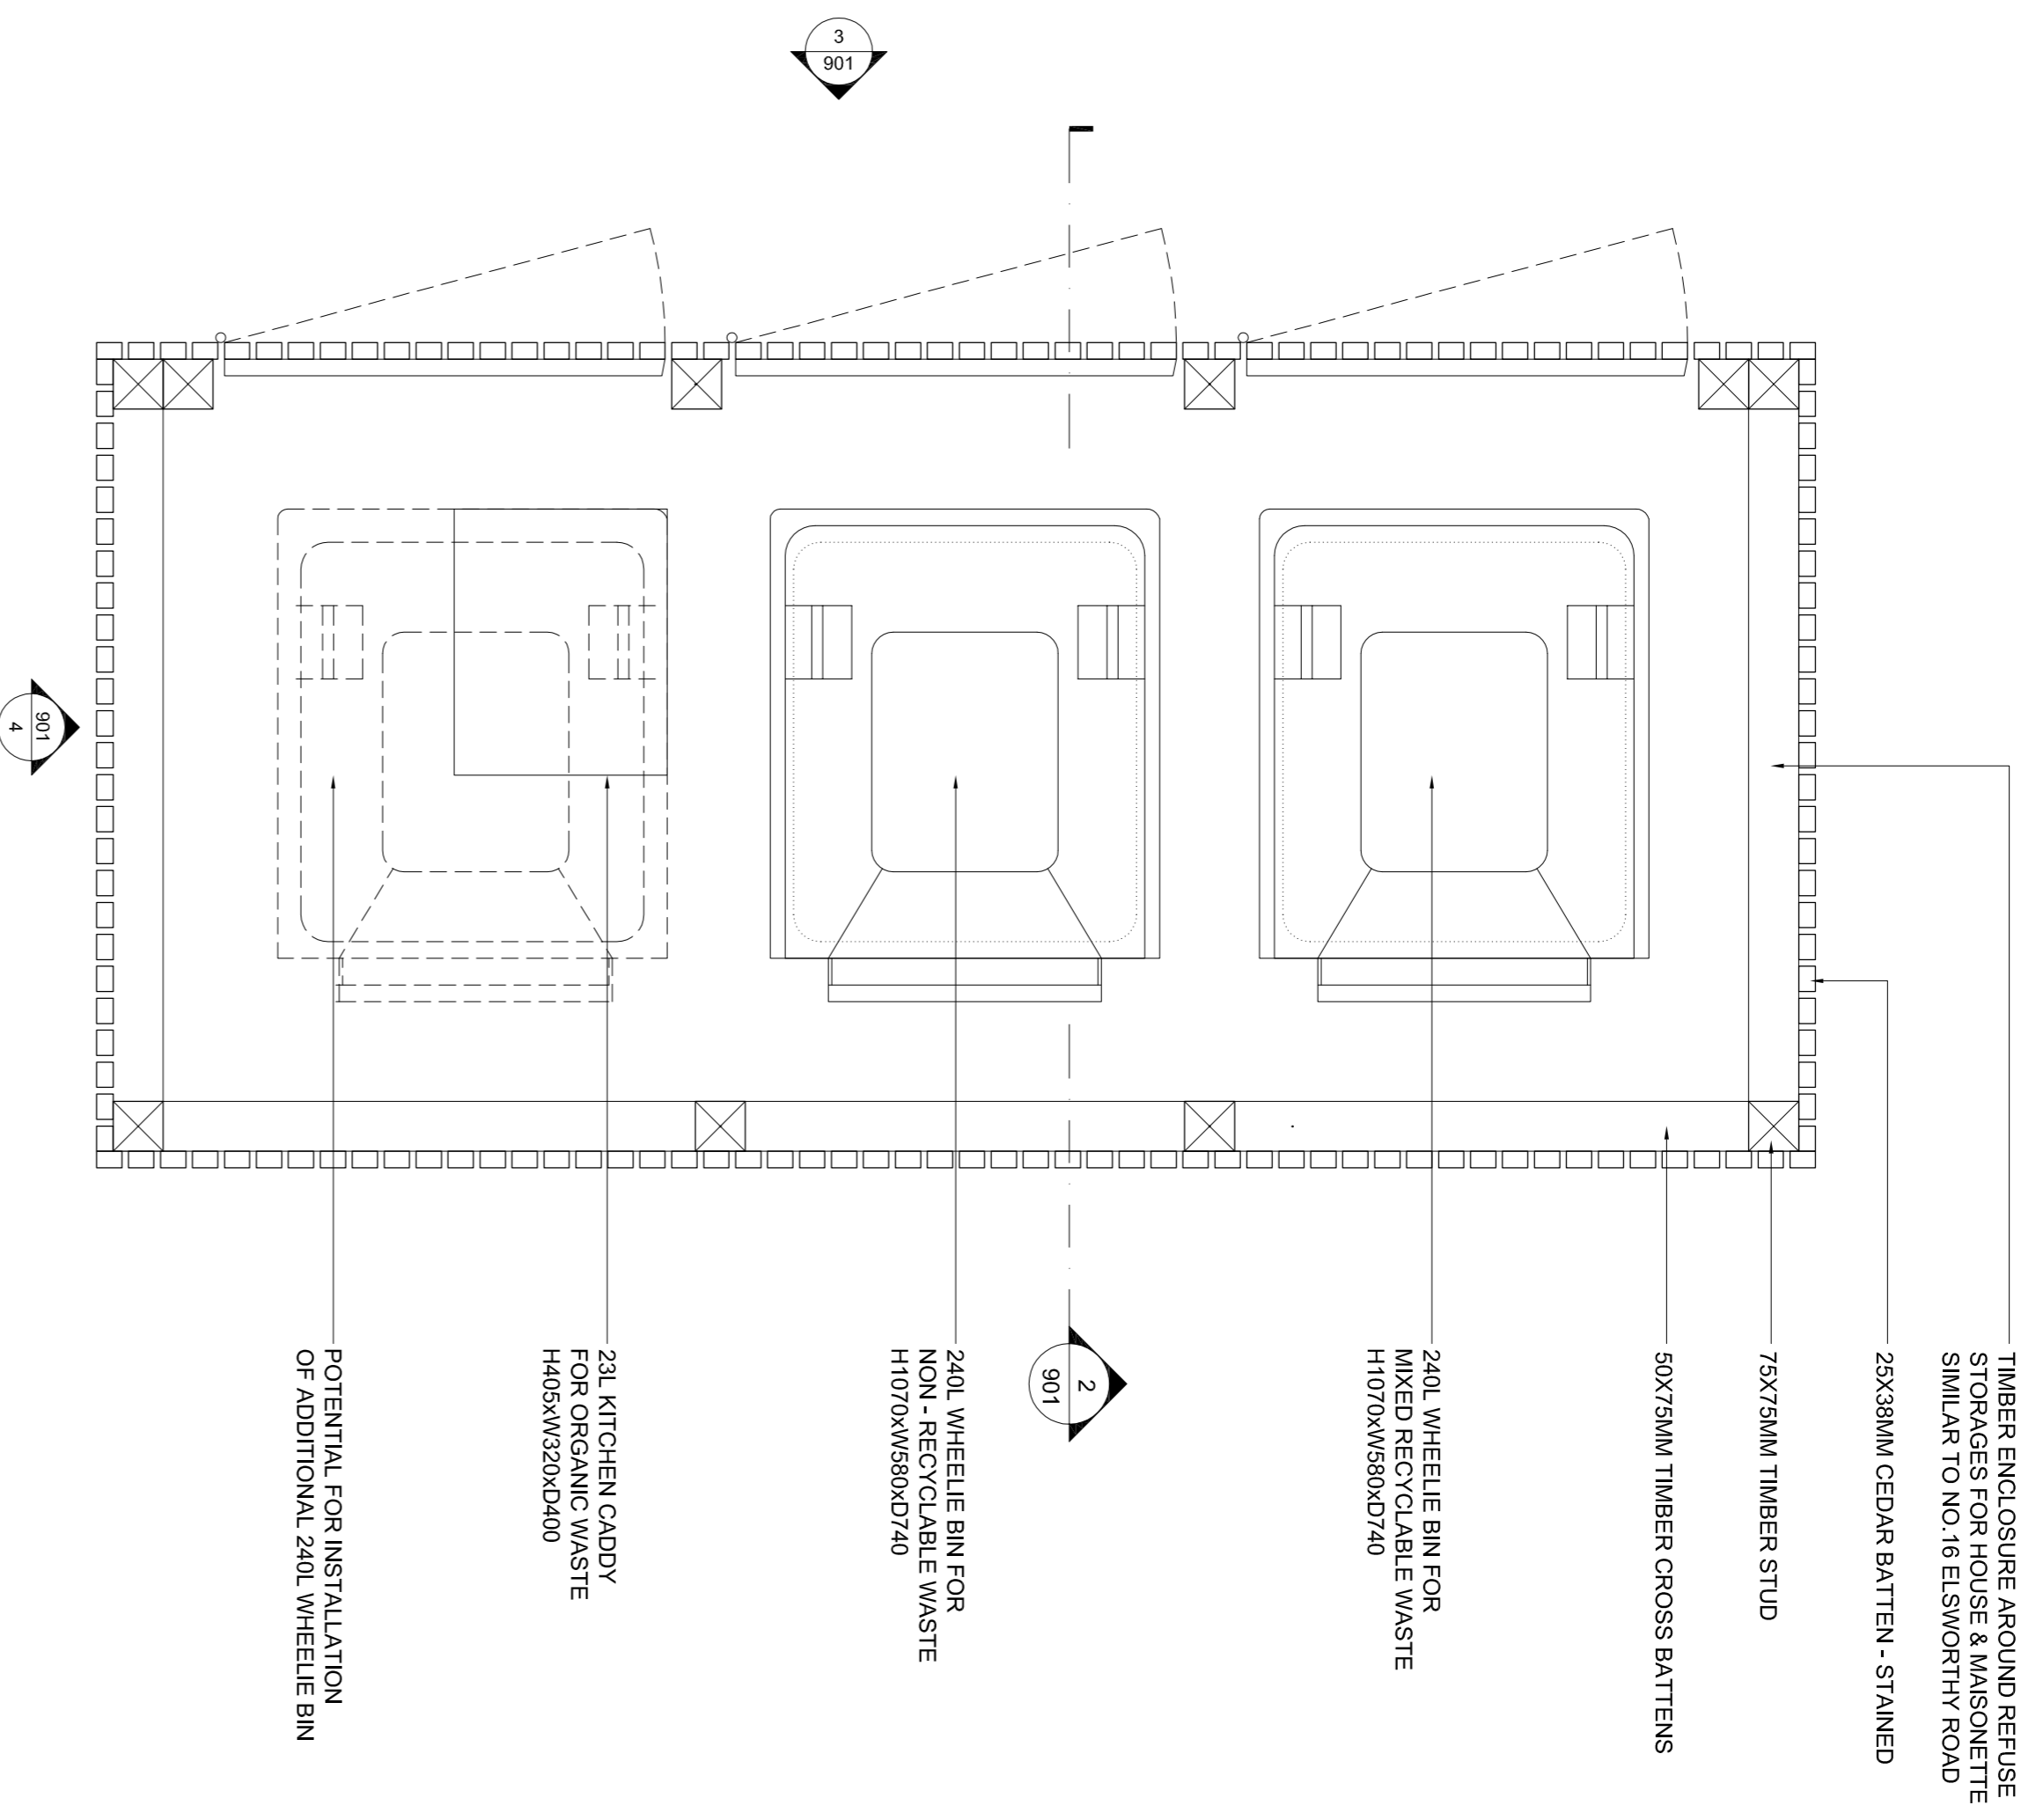 3
901
901
4
2
901
TIMBER ENCLOSURE AROUND REFUSE
STORAGES FOR HOUSE & MAISONETTE
SIMILAR TO NO.16 ELSWORTHY ROAD
25X38MM CEDAR BATTEN - STAINED
75X75MM TIMBER STUD
50X75MM TIMBER CROSS BATTENS
240L WHEELIE BIN FOR
MIXED RECYCLABLE WASTE
H1070xW580xD740
240L WHEELIE BIN FOR
NON - RECYCLABLE WASTE
H1070xW580xD740
23L KITCHEN CADDY
FOR ORGANIC WASTE
H405xW320xD400
POTENTIAL FOR INSTALLATION
OF ADDITIONAL 240L WHEELIE BIN